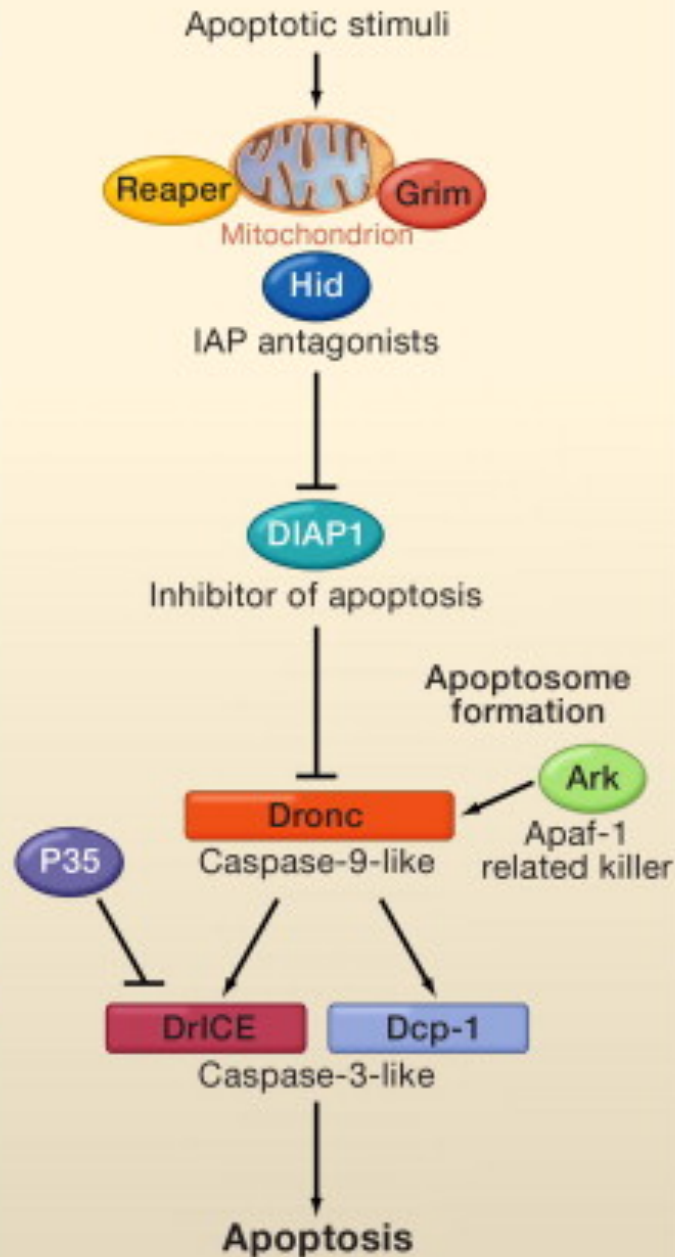 Apoptotic stimuli
Reaper
Grim
Mitochondrion
Hid
IAP antagonists
DIAP1
Inhibitor of apoptosis
Apoptosome
formation
Ark
Apaf-1
related killer
Dronc
Caspase-9-like
P35
DrICE
Dcp-1
Caspase-3-like
Apoptosis